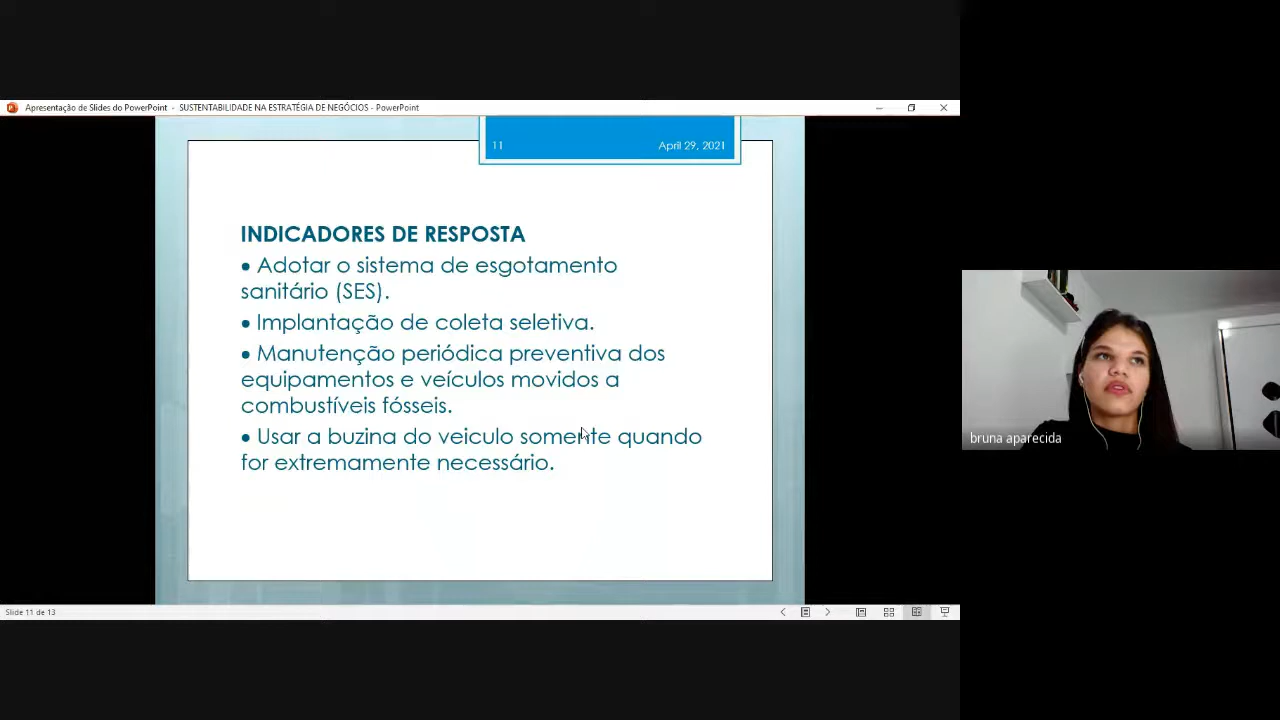 Apresentação de Slides do PowerPoint - SUSTENTABILIDADE NA ESTRATÉGIA DE NEGÓCIOS - PowerPoint
11 April 29, 2021
INDICADORES DE RESPOSTA
• Adotar o sistema de esgotamento
sanitário (SES).
• Implantação de coleta seletiva.
• Manutenção periódica preventiva dos
equipamentos e veículos movidos a
combustíveis fósseis.
• Usar a buzina do veiculo somente quando
for extremamente necessário.
bruna aparecida
Slide 11 de 13